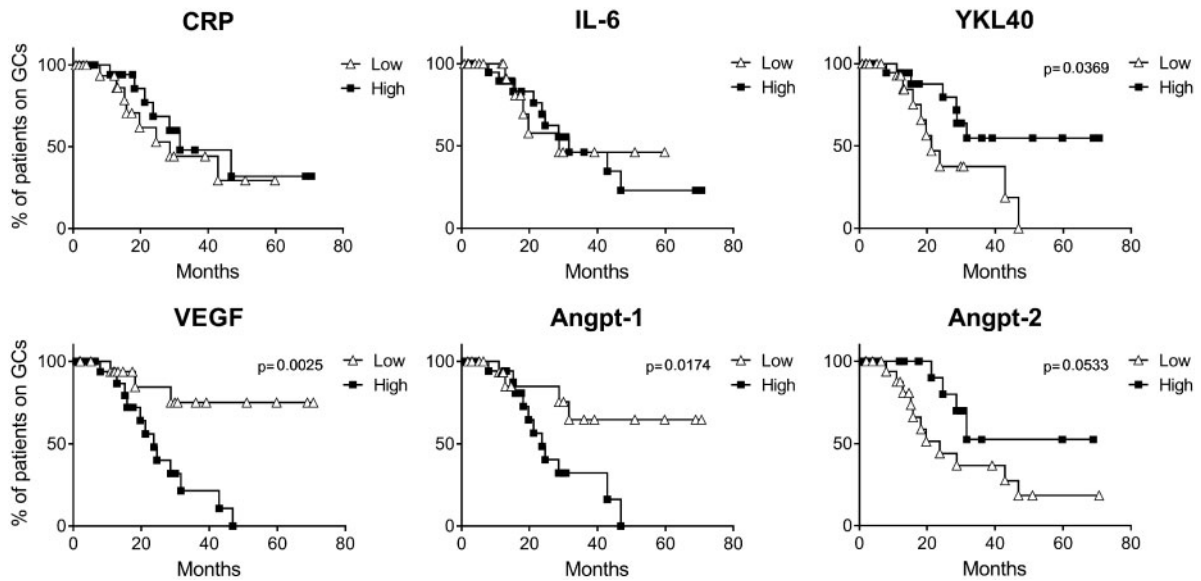 CRP
% of patients on GCs
100
50
0
0 20 40 60 80
Months
Low
High
IL-6
100
50
0
0 20 40 60 80
Months
Low
High
YKL40
100
50
0
0 20 40 60 80
Months
p=0.0369
Low
High
VEGF
% of patients on GCs
100
50
0
0 20 40 60 80
Months
p=0.0025
Low
High
Angpt-1
100
50
0
0 20 40 60 80
Months
p=0.0174
Low
High
Angpt-2
100
50
0
0 20 40 60 80
Months
p=0.0533
Low
High